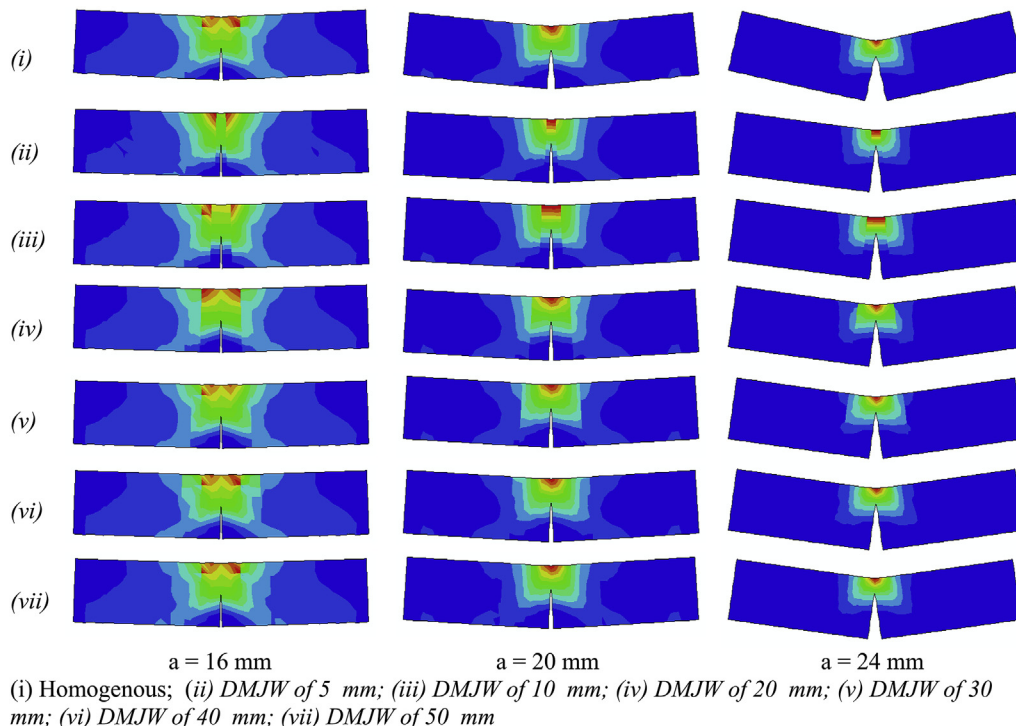 (i)
(ii)
(iii)
(iv)
(v)
(vi)
(vii)
a = 16 mm a = 20 mm a = 24 mm
(i) Homogenous; (ii) DMJW of 5 mm; (iii) DMJW of 10 mm; (iv) DMJW of 20 mm; (v) DMJW of 30
mm; (vi) DMJW of 40 mm; (vii) DMJW of 50 mm